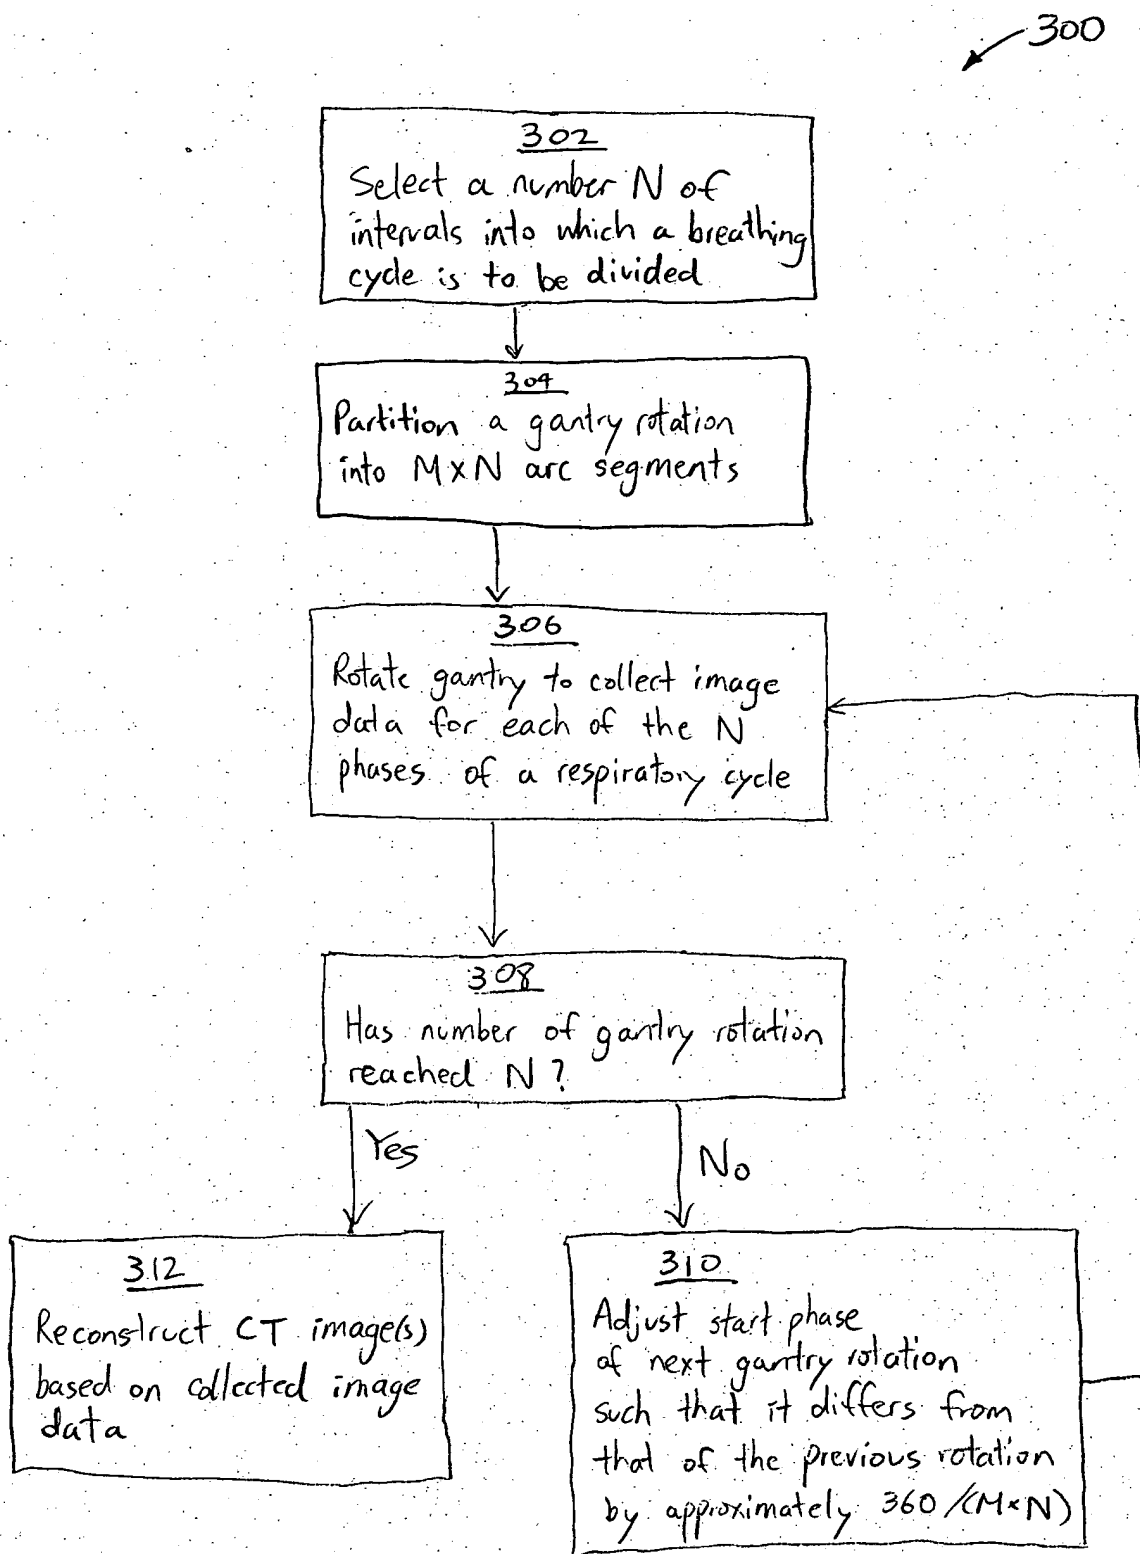 300
302
Select a number N of
intervals into which a breathing
cycle is to be divided
304
Partition a gantry rotation
into M×N arc segments
306
Rotate gantry to collect image
data for each of the N
phases of a respiratory cycle
308
Has number of gantry rotation
reached N?
Yes
No
312
Reconstruct CT image(s)
based on collected image
data
310
Adjust start phase
of next gantry rotation
such that it differs from
that of the previous rotation
by approximately 360/(M×N)